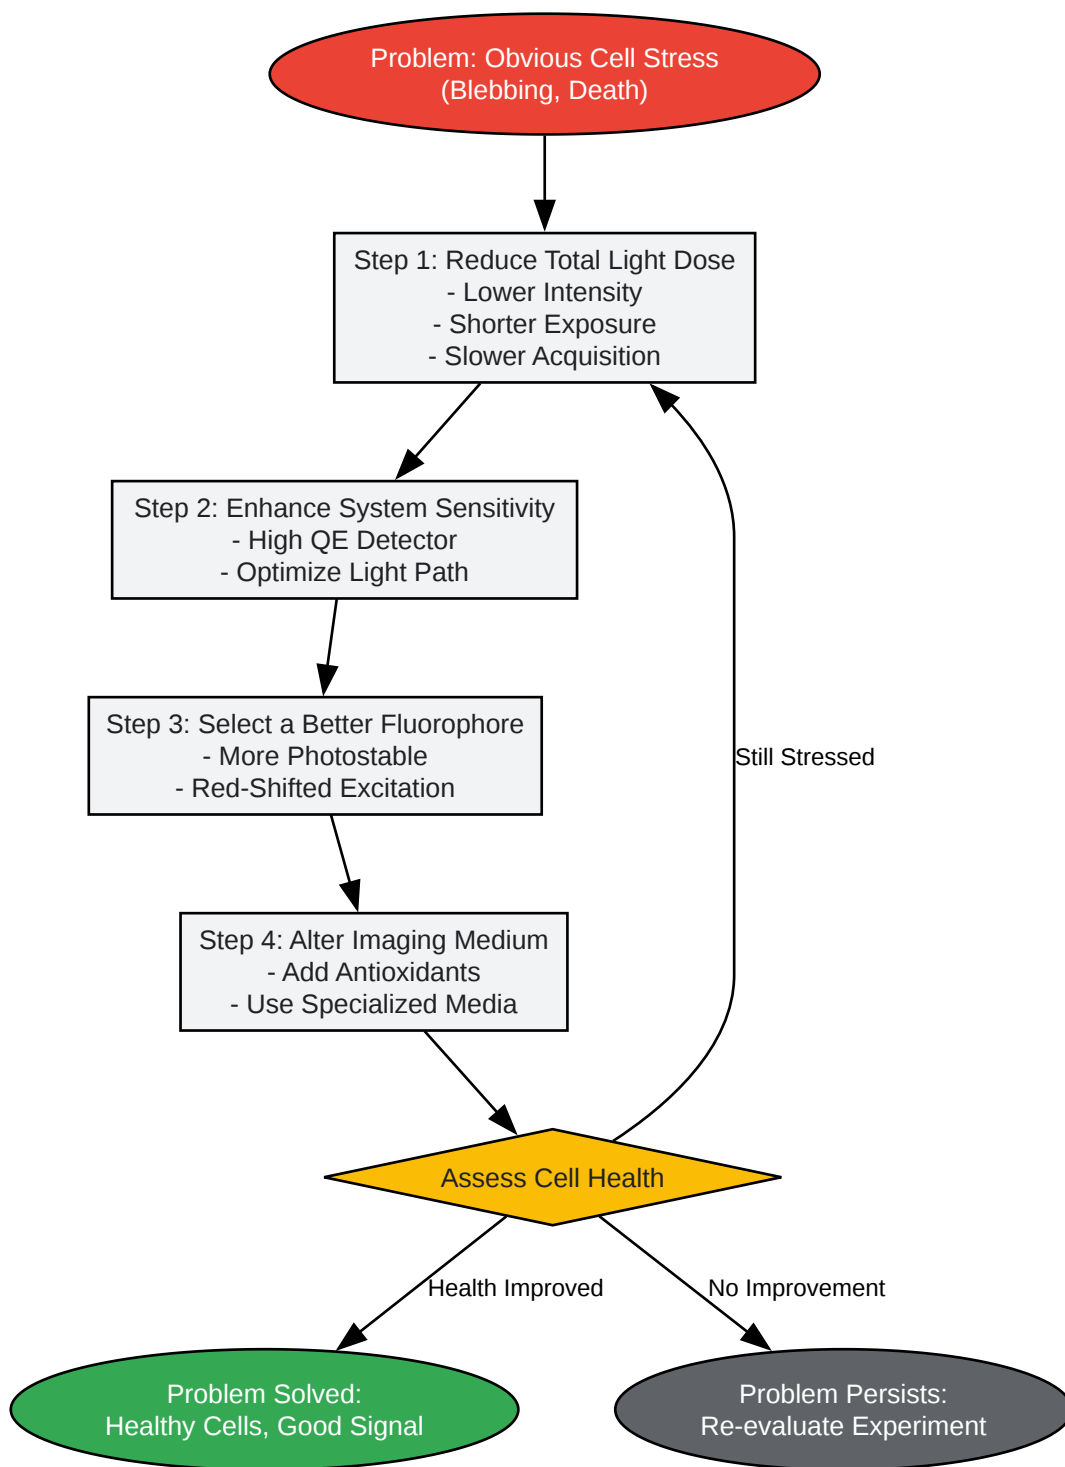 Problem: Obvious Cell Stress
(Blebbing, Death)
Step 1: Reduce Total Light Dose
- Lower Intensity
- Shorter Exposure
- Slower Acquisition
Step 2: Enhance System Sensitivity
- High QE Detector
- Optimize Light Path
Step 3: Select a Better Fluorophore
- More Photostable
- Red-Shifted Excitation
Still Stressed
Step 4: Alter Imaging Medium
- Add Antioxidants
- Use Specialized Media
Assess Cell Health
Health Improved
No Improvement
Problem Solved:
Healthy Cells, Good Signal
Problem Persists:
Re-evaluate Experiment